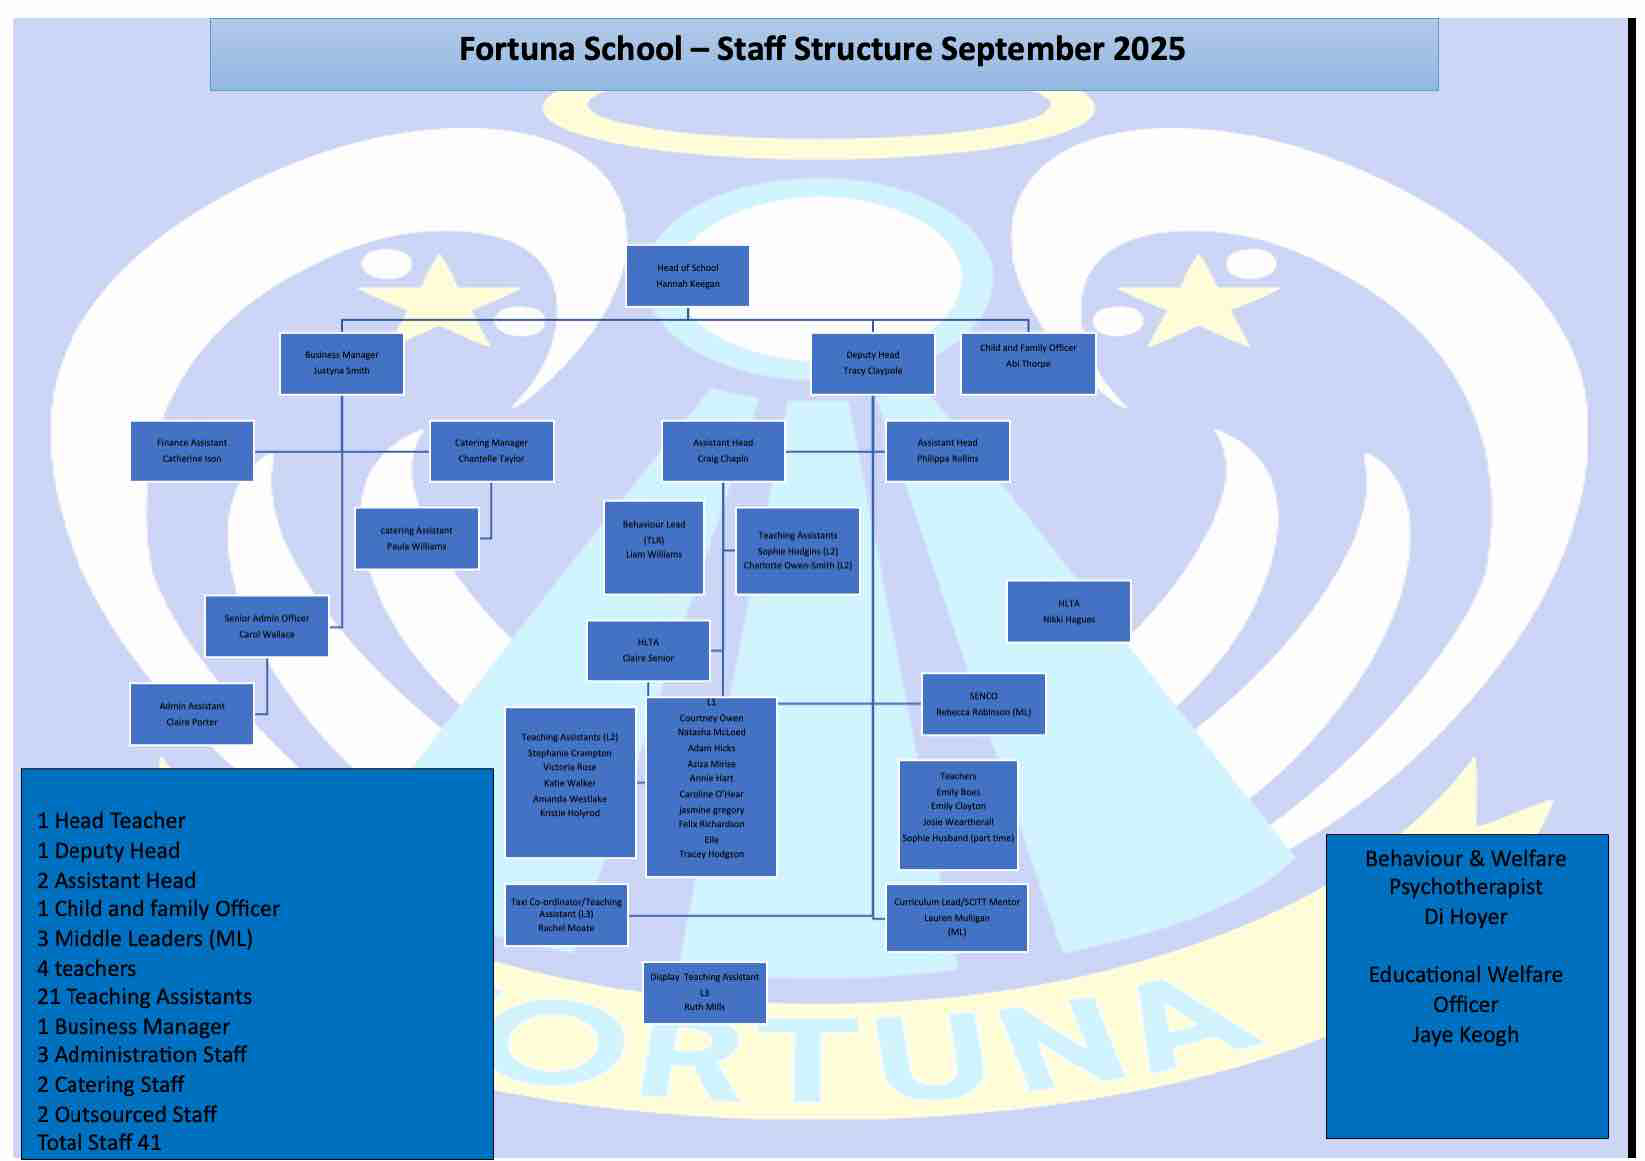 Fortuna School – Staff Structure September 2025
Head of School
Hannah Keegan
Business Manager
Justyna Smith
Deputy Head
Tracy Claypole
Child and Family Officer
Abi Thorpe
Finance Assistant
Catherine Ison
Catering Manager
Chantelle Taylor
Assistant Head
Craig Chaplin
Assistant Head
Philippa Rollins
catering Assistant
Paula Williams
Behaviour Lead
(TLR)
Liam Williams
Teaching Assistants
Sophie Hodgins (L2)
Charlotte Owen-Smith (L2)
HLTA
Nikki Hagues
Senior Admin Officer
Carol Wallace
HLTA
Claire Senior
Admin Assistant
Claire Porter
SENCO
Rebecca Robinson (ML)
Teaching Assistants (L2)
Stephanie Crampton
Victoria Rose
Katie Walker
Amanda Westlake
Kristie Holyrod
L1
Courtney Owen
Natasha McLoed
Adam Hicks
Aziza Mirise
Annie Hart
Caroline O'Hear
jasmine gregory
Felix Richardson
Elle
Tracey Hodgson
Teachers
Emily Boes
Emily Clayton
Josie Weartherall
Sophie Husband (part time)
Taxi Co-ordinator/Teaching
Assistant (L3)
Rachel Moate
Curriculum Lead/SCITT Mentor
Lauren Mulligan
(ML)
Display Teaching Assistant
L3
Ruth Mills
1 Head Teacher
1 Deputy Head
2 Assistant Head
1 Child and family Officer
3 Middle Leaders (ML)
4 teachers
21 Teaching Assistants
1 Business Manager
3 Administration Staff
2 Catering Staff
2 Outsourced Staff
Total Staff 41
Behaviour & Welfare
Psychotherapist
Di Hoyer
Educational Welfare
Officer
Jaye Keogh
FORTUNA